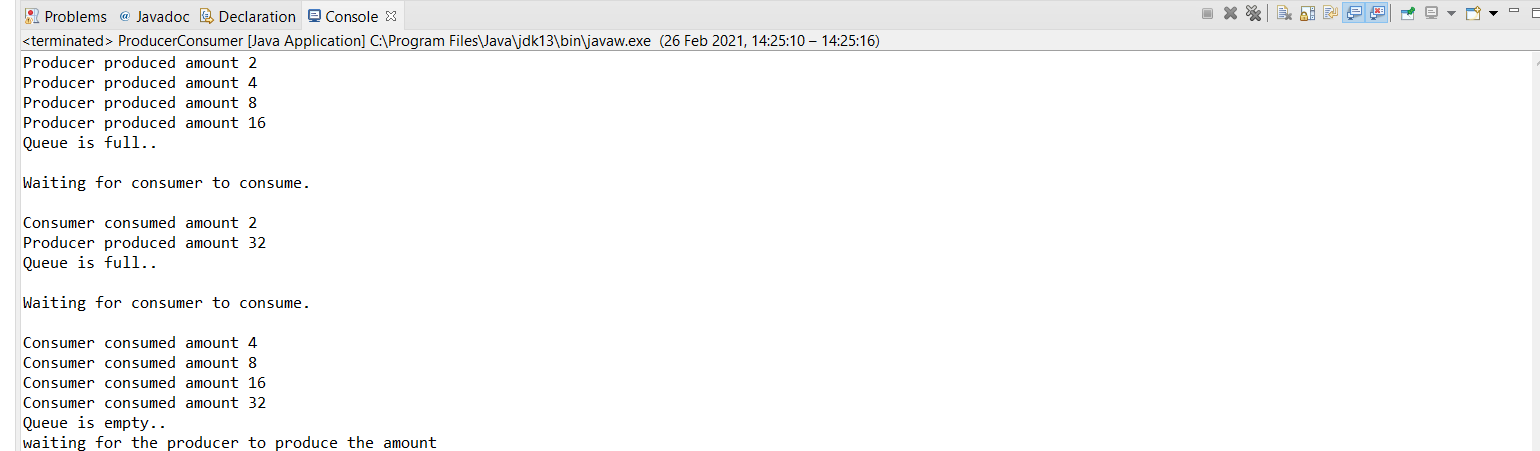 Problems @ Javadoc Declaration Console
<terminated> ProducerConsumer [Java Application] C:\Program Files\Java\jdk13\bin\javaw.exe (26 Feb 2021, 14:25:10 – 14:25:16)
Producer produced amount 2
Producer produced amount 4
Producer produced amount 8
Producer produced amount 16
Queue is full..
Waiting for consumer to consume.
Consumer consumed amount 2
Producer produced amount 32
Queue is full..
Waiting for consumer to consume.
Consumer consumed amount 4
Consumer consumed amount 8
Consumer consumed amount 16
Consumer consumed amount 32
Queue is empty..
waiting for the producer to produce the amount